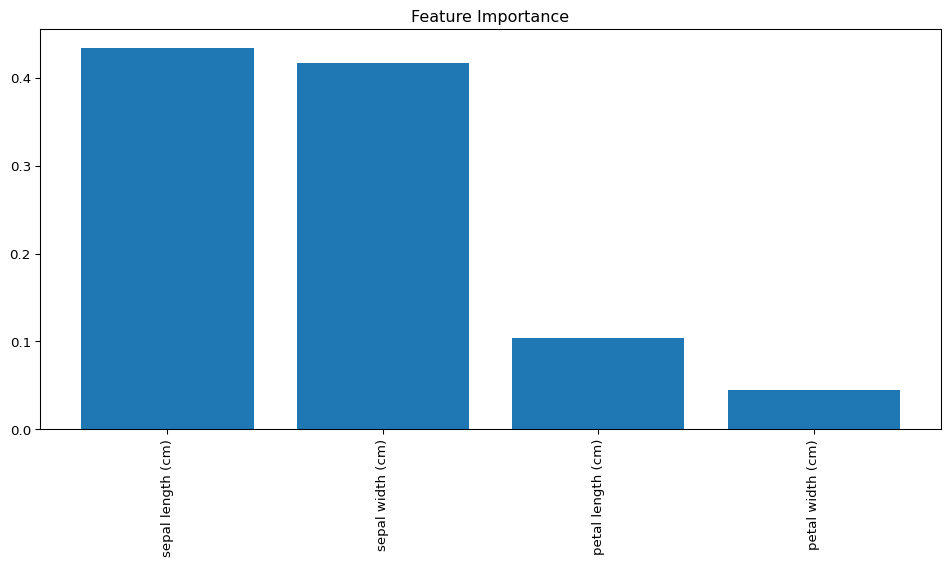 Feature Importance
0.4
0.3
0.2
0.1
0.0
sepal length (cm)
sepal width (cm)
petal length (cm)
petal width (cm)